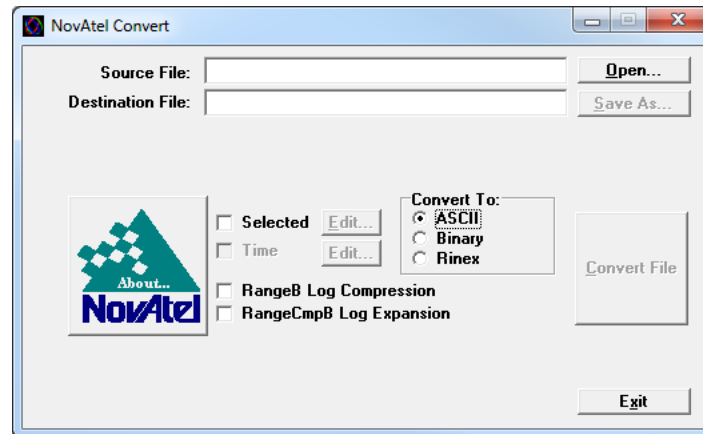 NovAtel Convert
Source File:
Open...
Destination File:
Save As...
Selected
Edit...
Time
Edit...
RangeB Log Compression
RangeCmpB Log Expansion
Convert To:
ASCII
Binary
Rinex
About...
NovAtel
Convert File
Exit